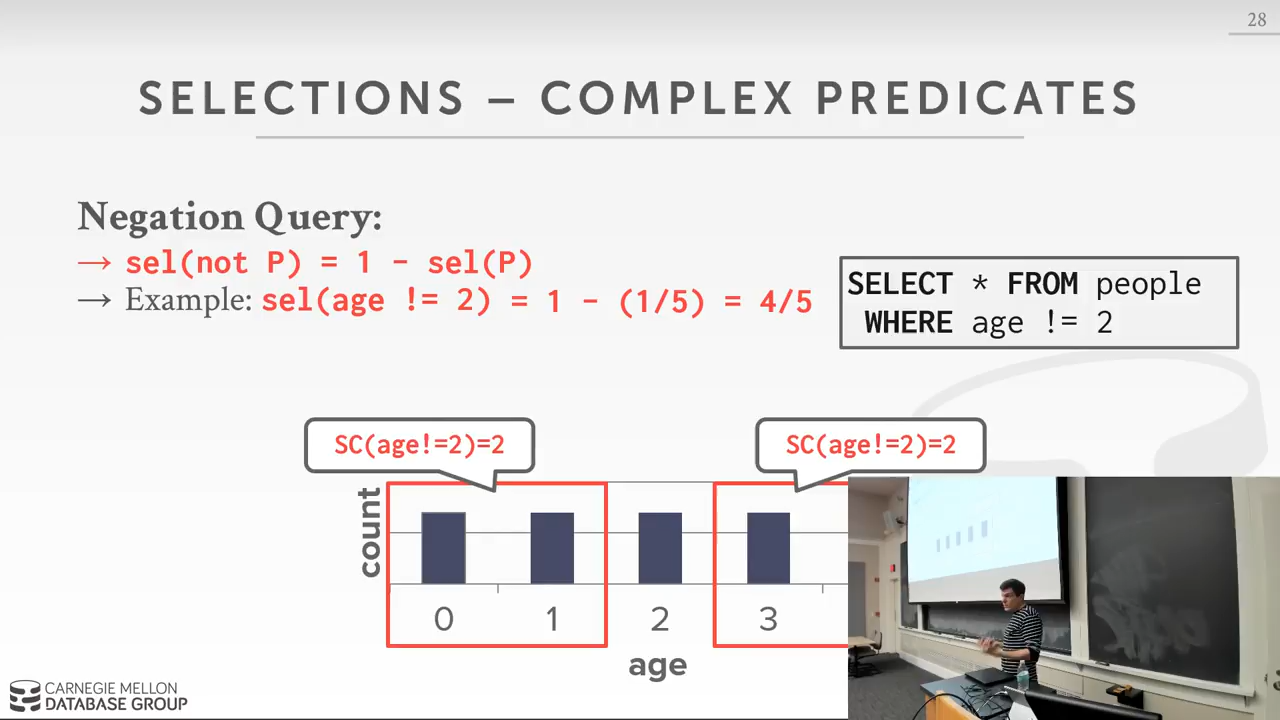 28
SELECTIONS – COMPLEX PREDICATES
Negation Query:
→ sel(not P) = 1 - sel(P)
→ Example: sel(age != 2) = 1 - (1/5) = 4/5
SELECT * FROM people
WHERE age != 2
SC(age!=2)=2
SC(age!=2)=2
count
0 1 2 3
age
CARNEGIE MELLON
DATABASE GROUP